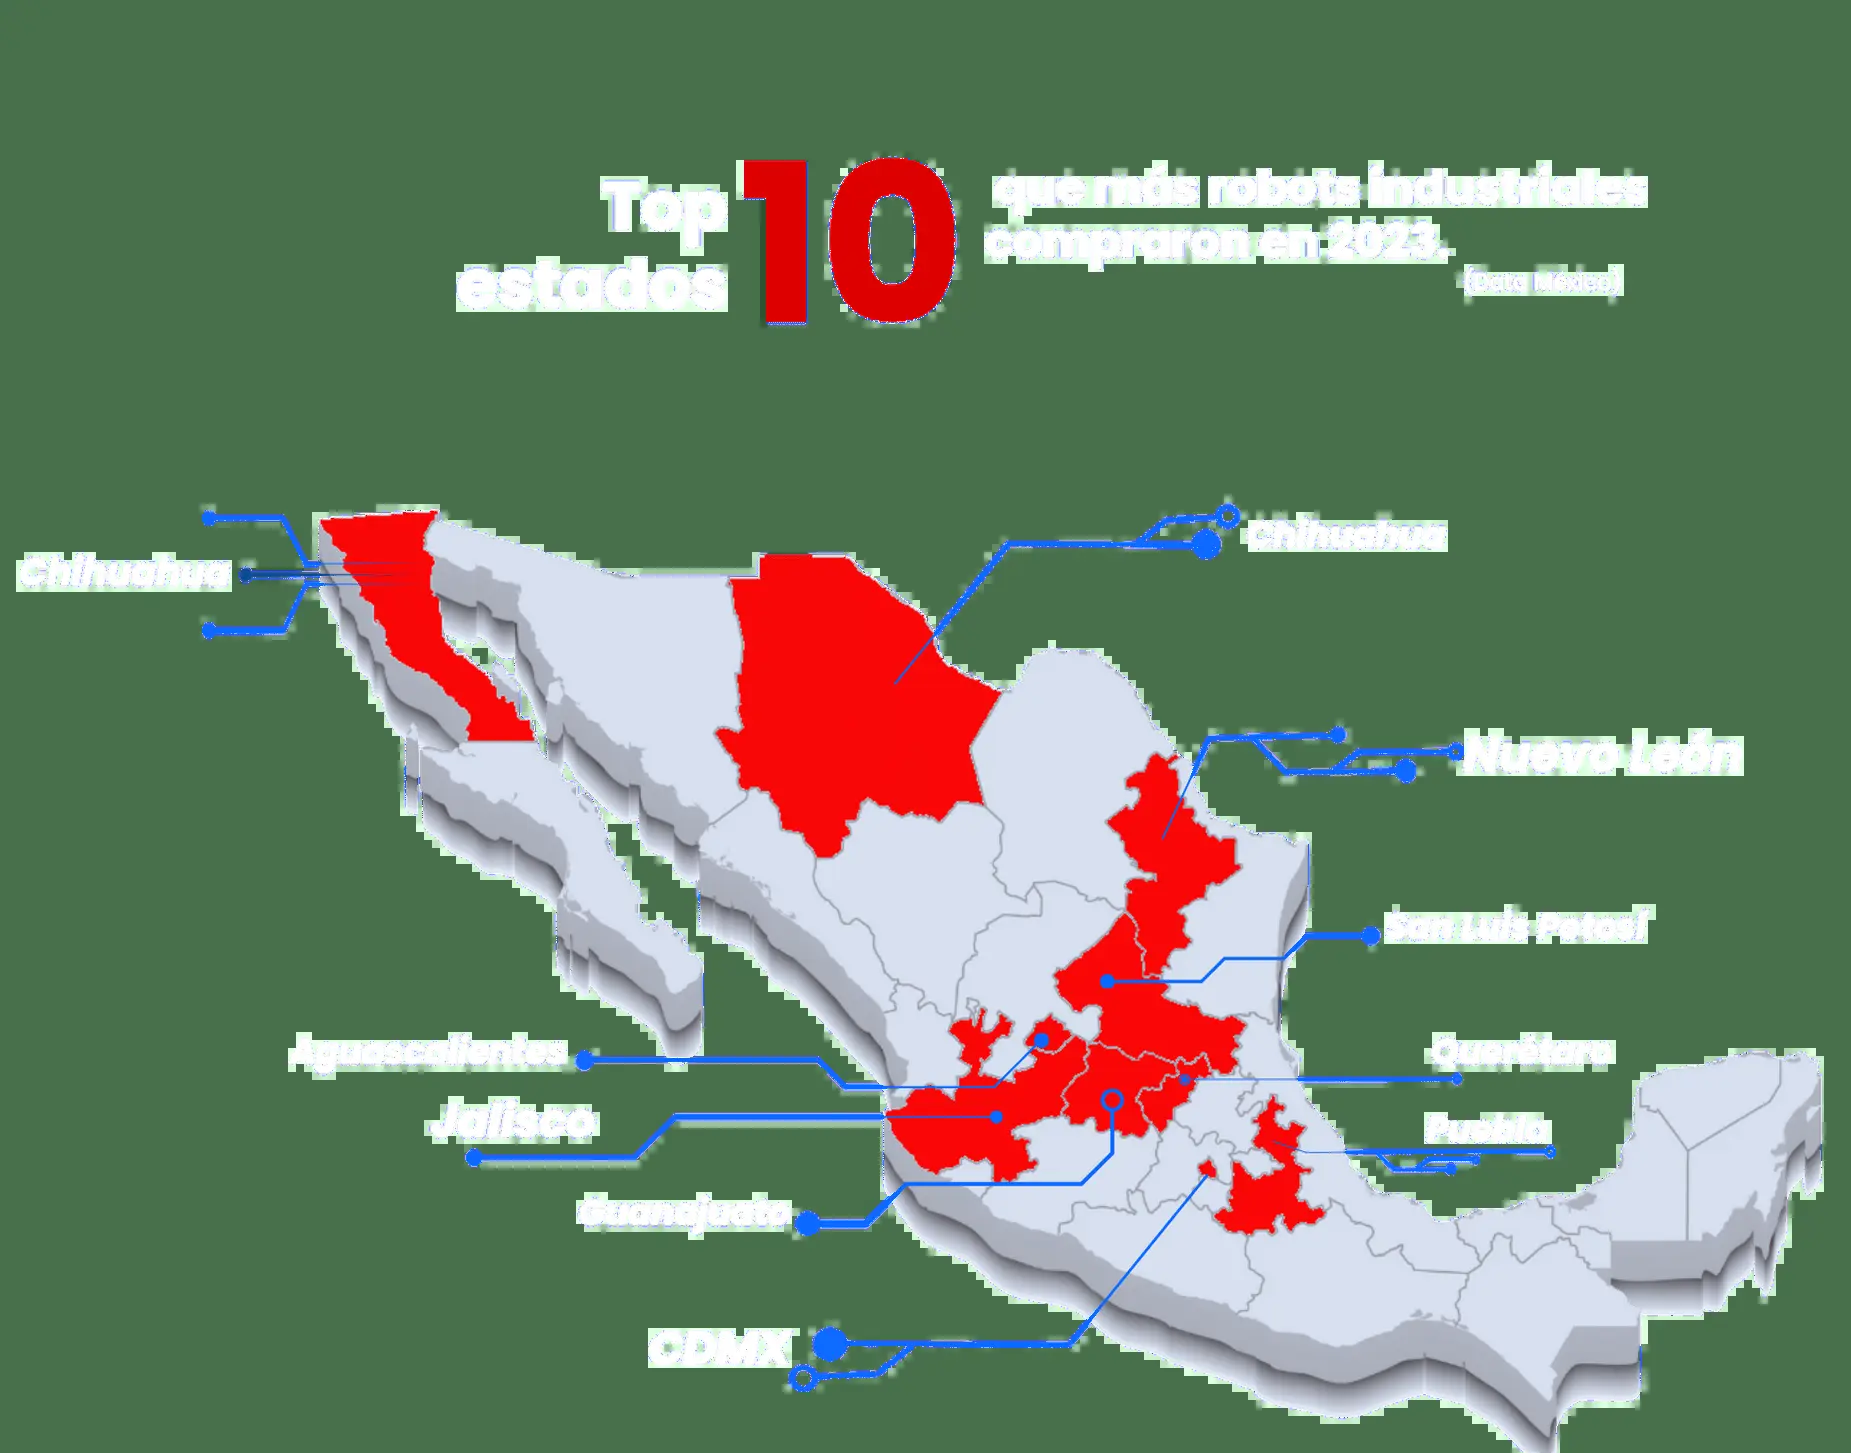 Top
estados
10
que más robots industriales
compraron en 2023.
(Data México)
Chihuahua
Chihuahua
Nuevo León
San Luis Potosí
Aguascalientes
Querétaro
Jalisco
Puebla
Guanajuato
CDMX